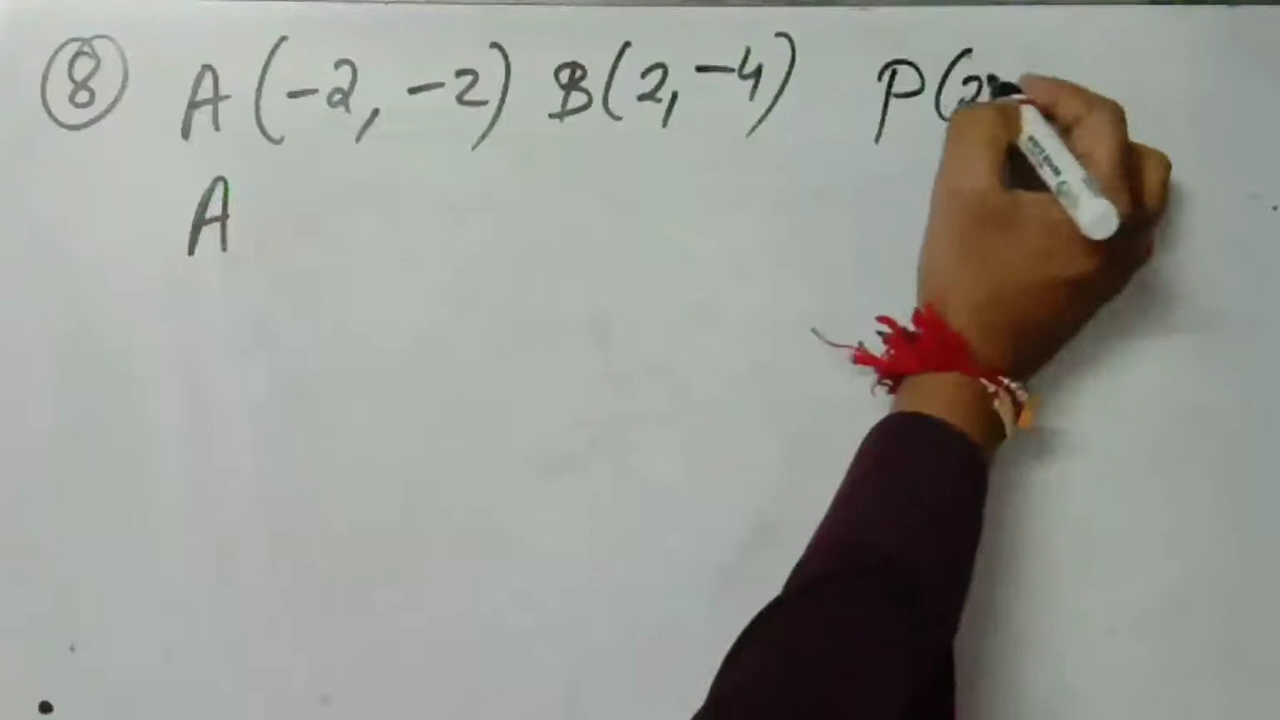 ⑧ A (-2, -2) B(2, -4) P(x
A